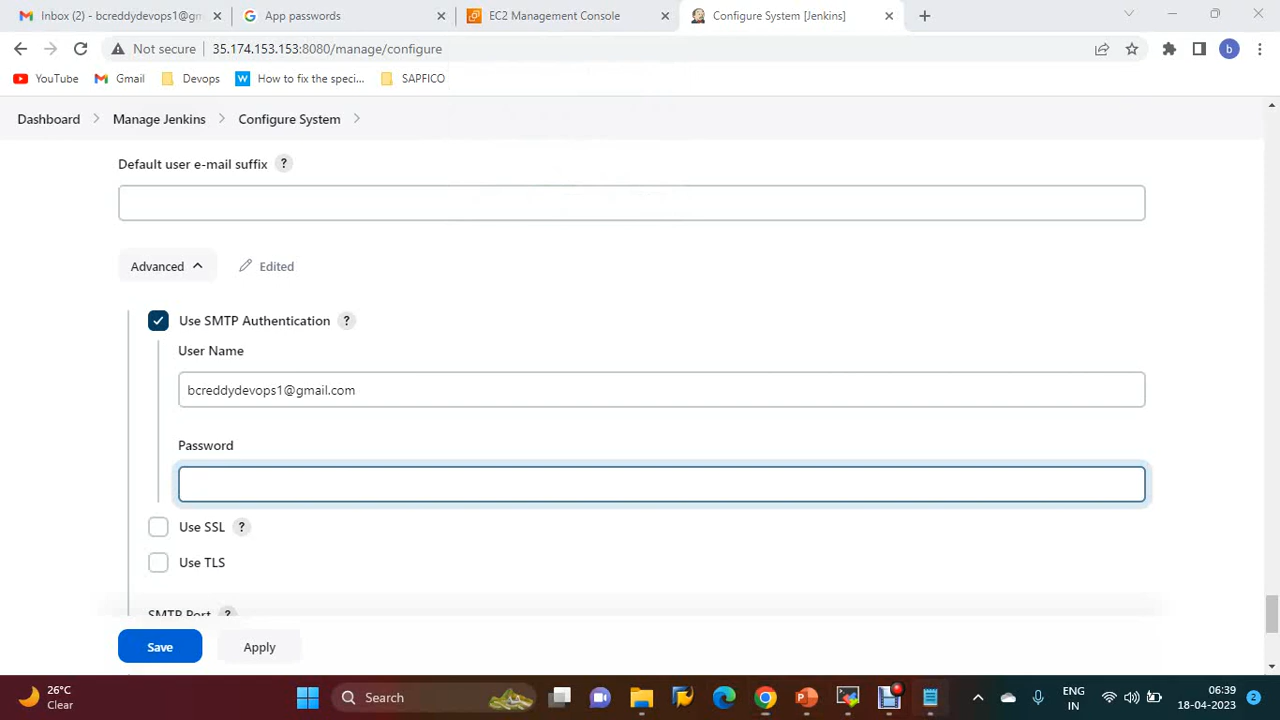 Inbox (2) - bcreddydevops1@gm
App passwords
EC2 Management Console
Configure System [Jenkins]
Not secure
35.174.153.153:8080/manage/configure
b
YouTube
Gmail
Devops
W
How to fix the speci...
SAPFICO
Dashboard
Manage Jenkins
Configure System
Default user e-mail suffix ?
Advanced
Edited
Use SMTP Authentication ?
User Name
bcreddydevops1@gmail.com
Password
Use SSL ?
Use TLS
SMTP Port ?
Save
Apply
26°C
Clear
Search
ENG
IN
06:39
18-04-2023
2